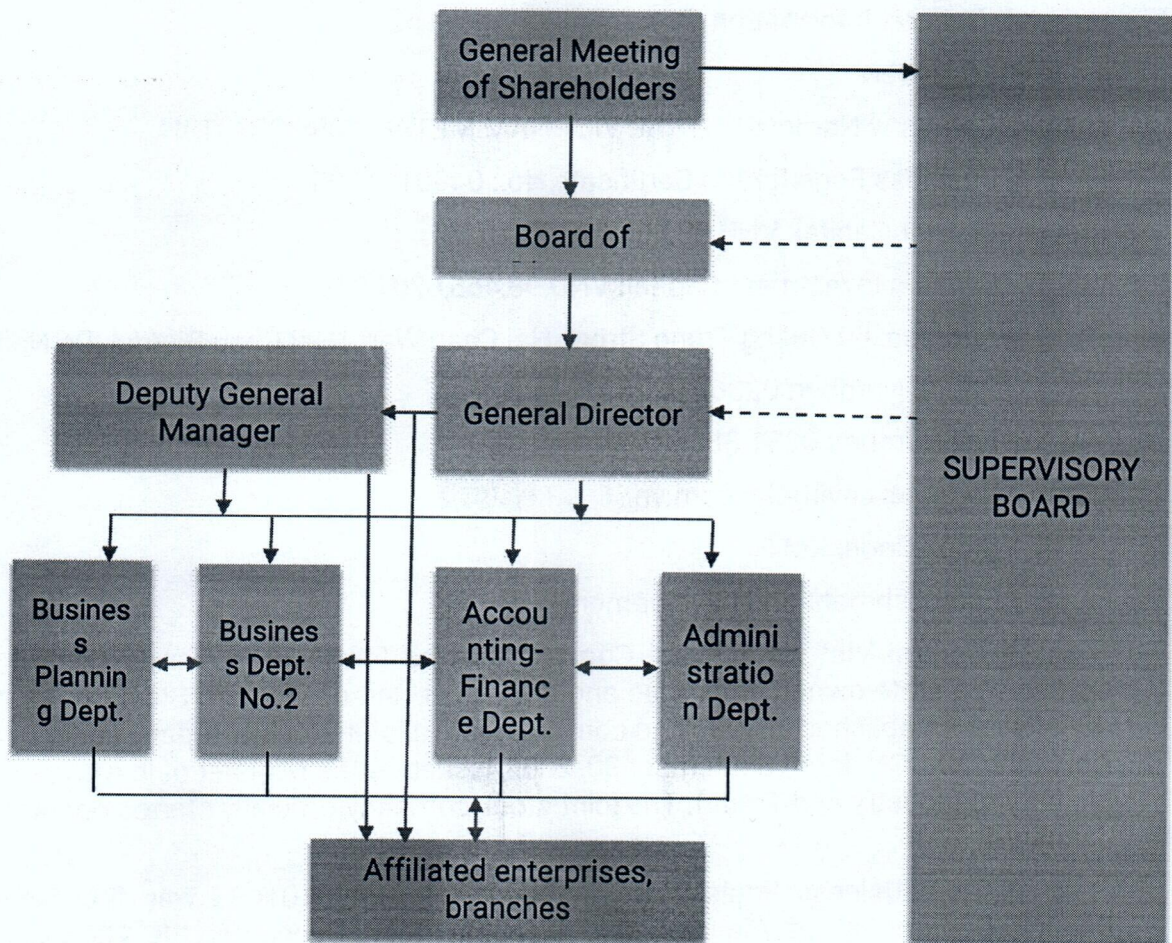 General Meeting
of Shareholders
Board of
Deputy General
Manager
General Director
SUPERVISORY
BOARD
Busines
s
Plannin
g Dept.
Busines
s Dept.
No.2
Accou
nting-
Financ
e Dept.
Admini
stratio
n Dept.
Affiliated enterprises,
branches